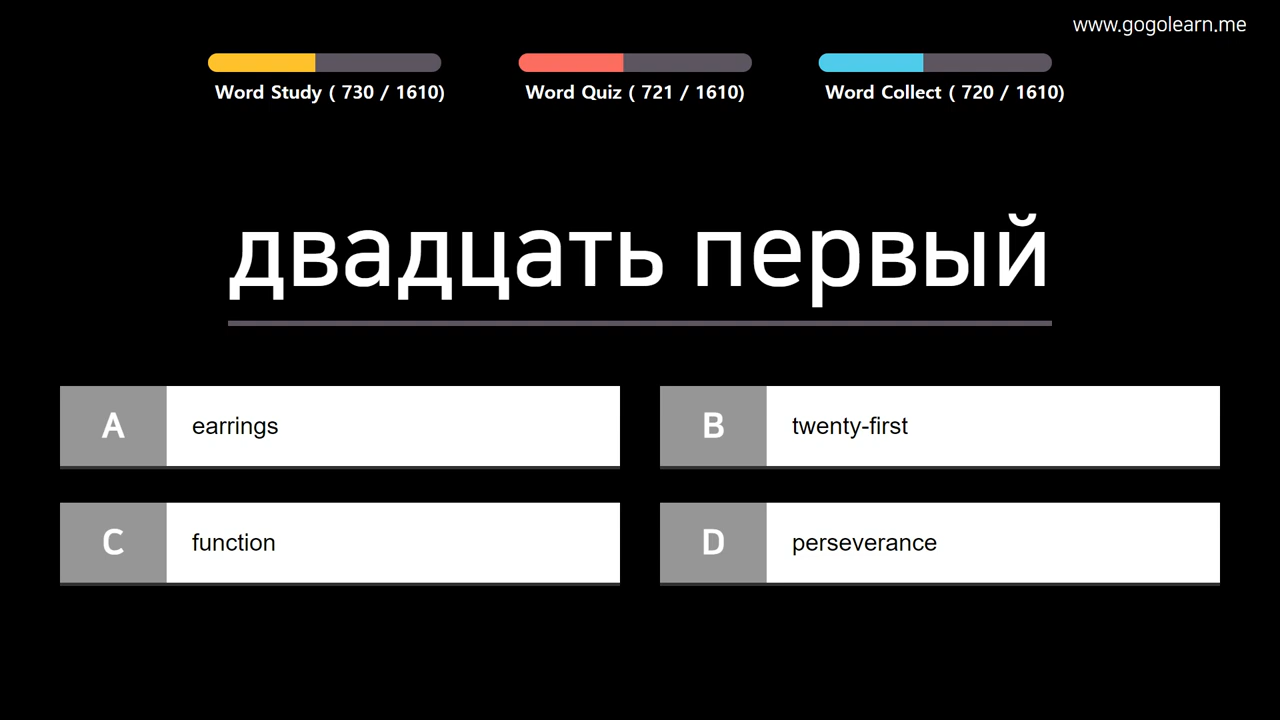 www.gogolearn.me
Word Study ( 730 / 1610)
Word Quiz ( 721 / 1610)
Word Collect ( 720 / 1610)
двадцать первый
A earrings
B twenty-first
C function
D perseverance